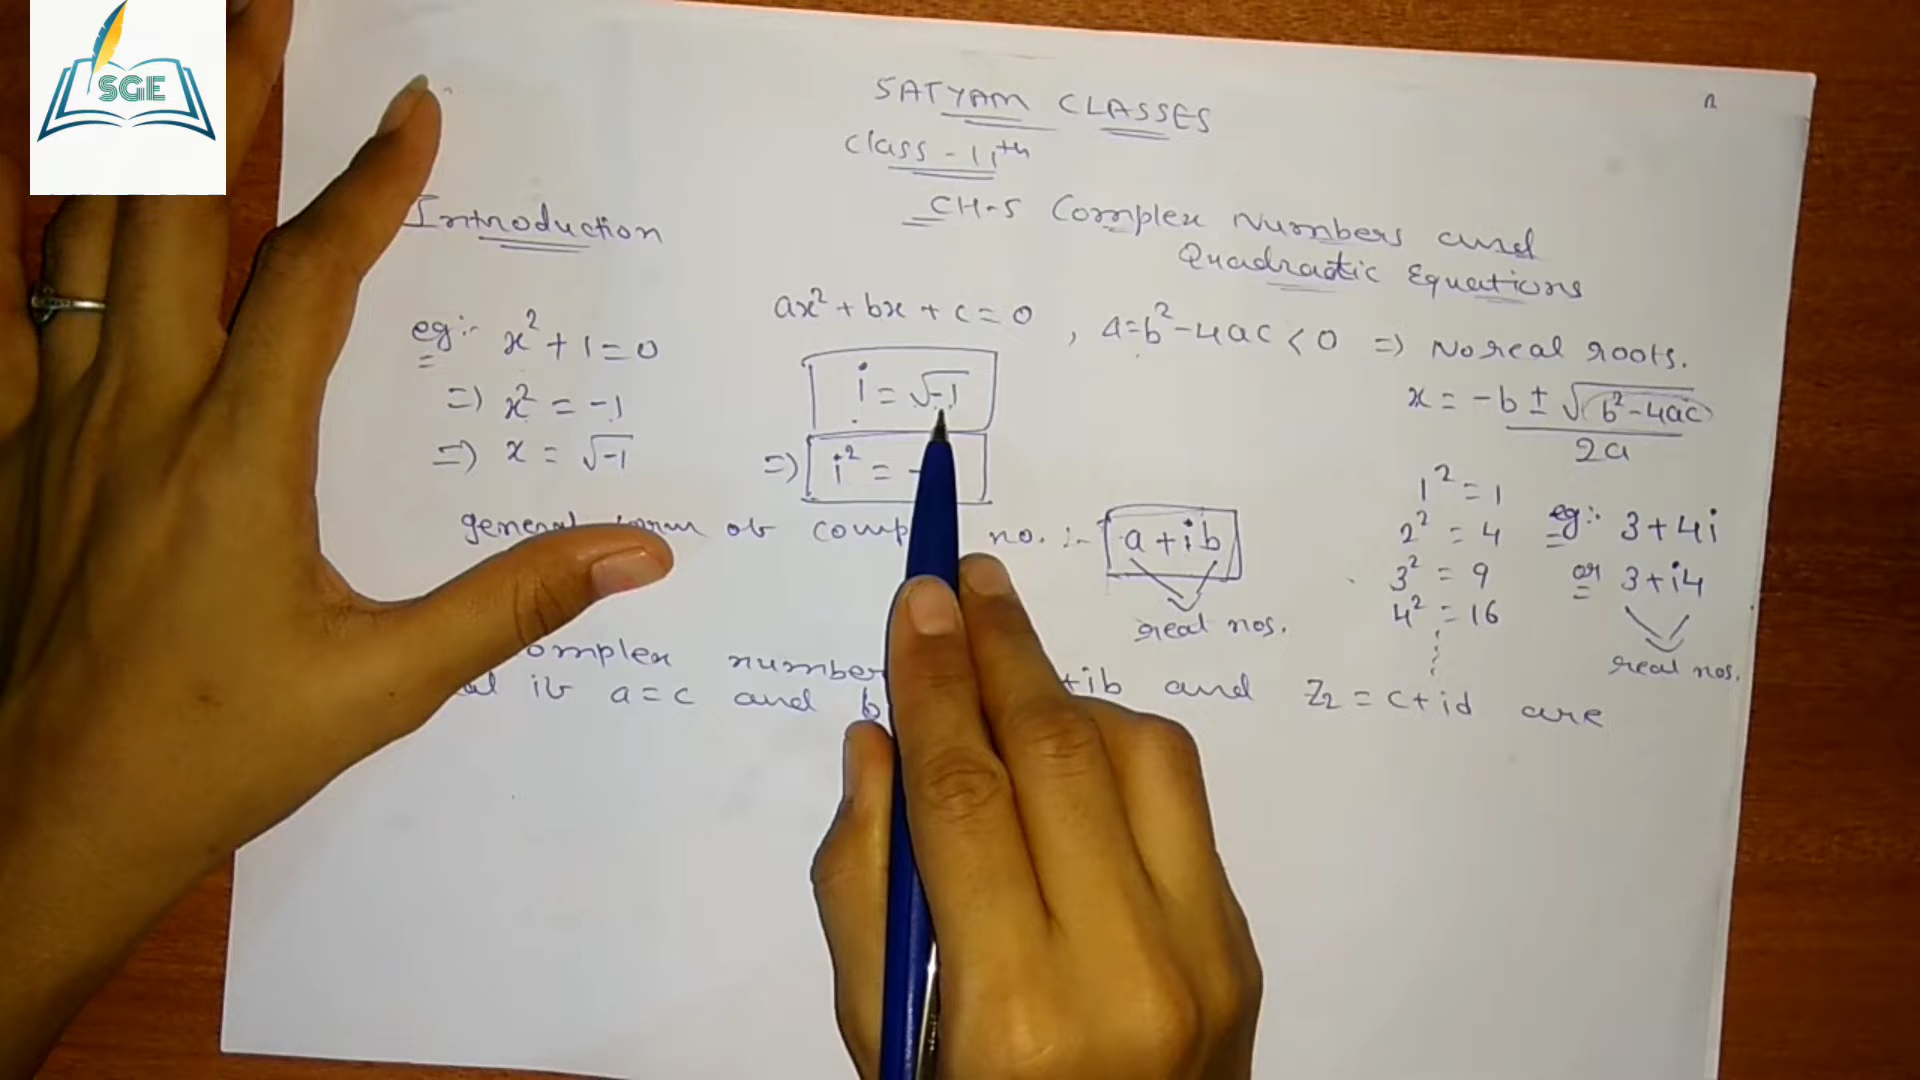 SGE
SATYAM CLASSES
Class - 11th
CH-5 Complex Numbers and
Quadratic Equations
Introduction
eg:- x² + 1 = 0
=) x² = -1
=) x = √-1
ax² + bx + c = 0 , Δ = b² - 4ac < 0 =) No real roots.
i = √-1
=) i² = -
x = -b ± √(b² - 4ac)
2a
1² = 1
2² = 4
3² = 9
4² = 16
eg:- 3 + 4i
or 3 + i4
real nos.
general form of comp no. :- a + ib
real nos.
omplex number +ib and Z₂ = c + id are
al if a = c and b